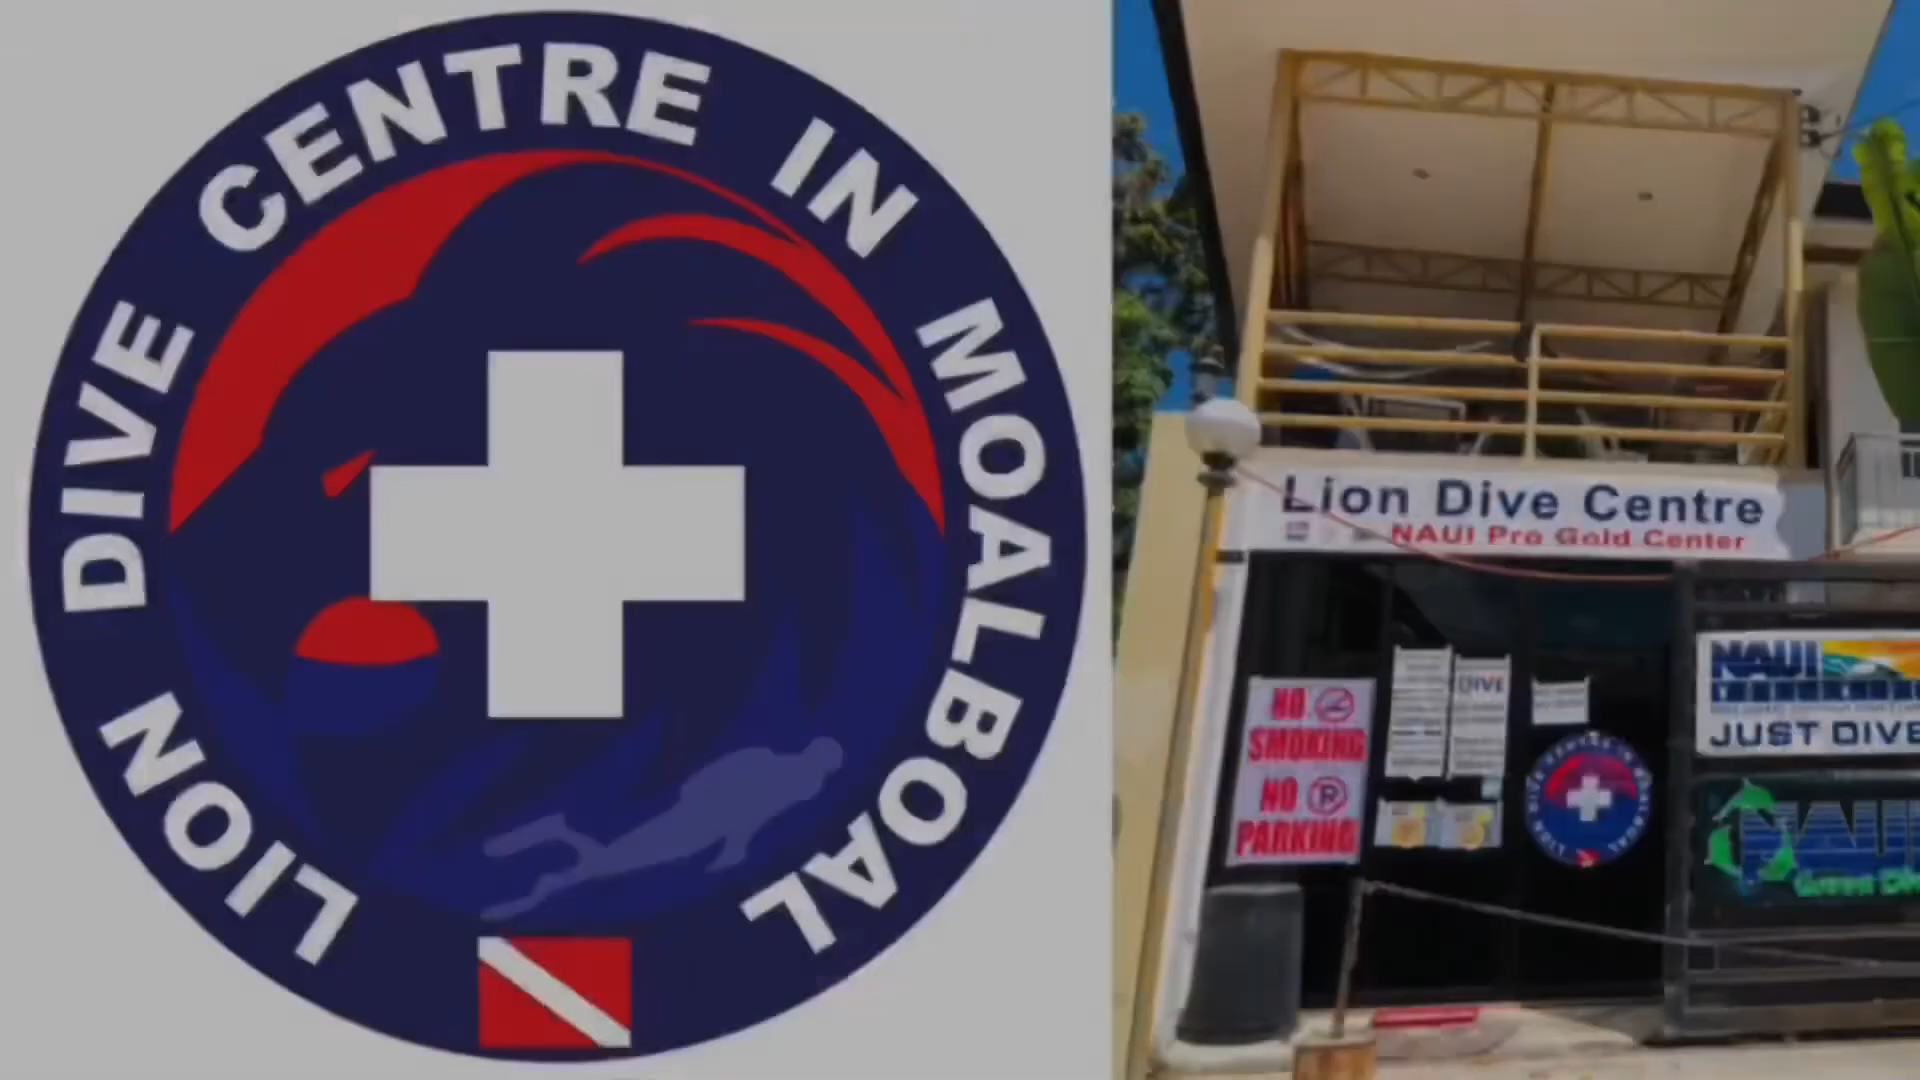 LION DIVE CENTRE IN MOALBOAL
Lion Dive Centre
NAUI Pro Gold Center
NO
SMOKING
NO P
PARKING
DIVE
NAUI
JUST DIVE